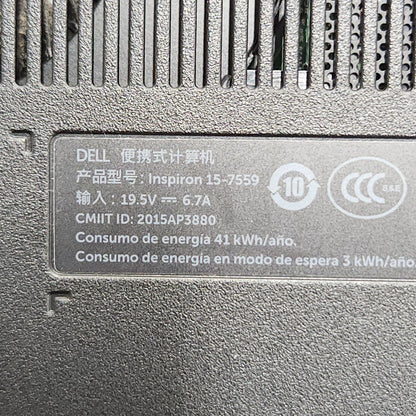 DELL 便携式计算机
产品型号: Inspiron 15-7559
输入: 19.5V ⎓ 6.7A
CMIIT ID: 2015AP3880
Consumo de energía 41 kWh/año.
Consumo de energía en modo de espera 3 kWh/año.
10
CCC
S&E